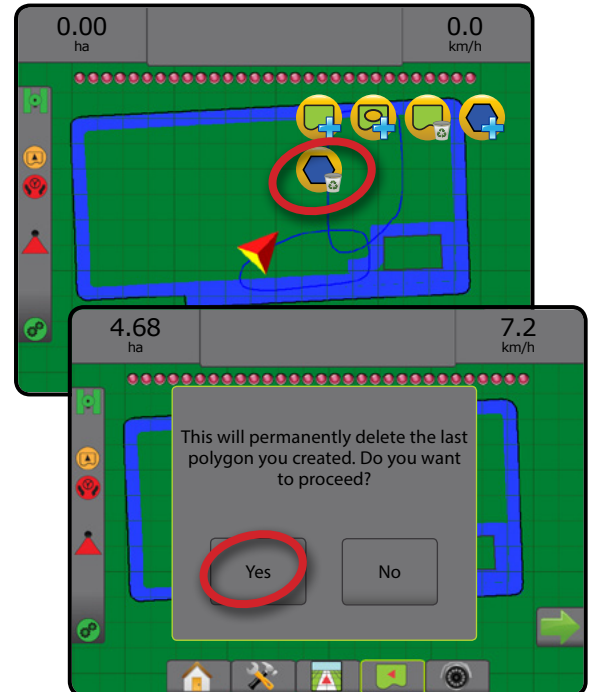 0.00
ha
0.0
km/h
4.68
ha
7.2
km/h
This will permanently delete the last
polygon you created. Do you want
to proceed?
Yes
No